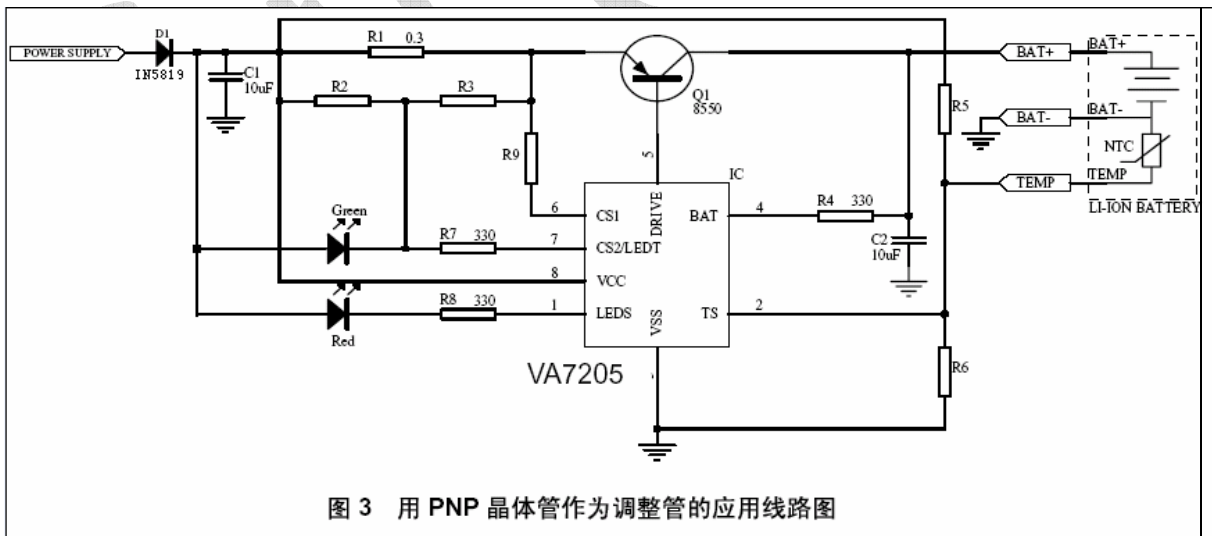 D1
POWER SUPPLY
IN5819
R1 0.3
C1
10uF
R2
R3
Q1
8550
BAT+
BAT+
R5
BAT-
BAT-
R9
5
IC
NTC
TEMP
TEMP
LI-ION BATTERY
DRIVE
6
CS1
BAT
4
R4 330
Green
R7 330
7
CS2/LEDT
C2
10uF
8
VCC
R8 330
1
LEDS
VSS
TS
2
Red
VA7205
R6
图 3 用 PNP 晶体管作为调整管的应用线路图